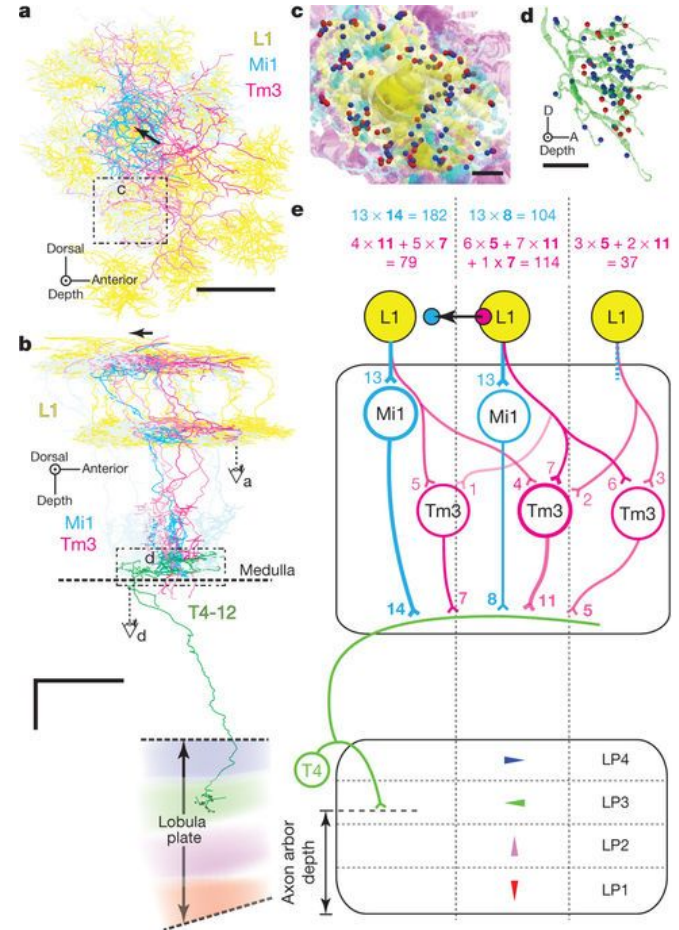 a
L1
Mi1
Tm3
c
Dorsal
Anterior
Depth
b
L1
Dorsal
Anterior
Depth
a
Mi1
Tm3
d
Medulla
T4-12
d
Lobula
plate
c
d
D
A
Depth
e
13 × 14 = 182
13 × 8 = 104
4 × 11 + 5 × 7
= 79
6 × 5 + 7 × 11
+ 1 x 7 = 114
3 × 5 + 2 × 11
= 37
L1
L1
L1
13
13
Mi1
Mi1
5
1
4
7
2
6
3
Tm3
Tm3
Tm3
14
7
8
11
5
T4
LP4
LP3
LP2
LP1
Axon arbor
depth